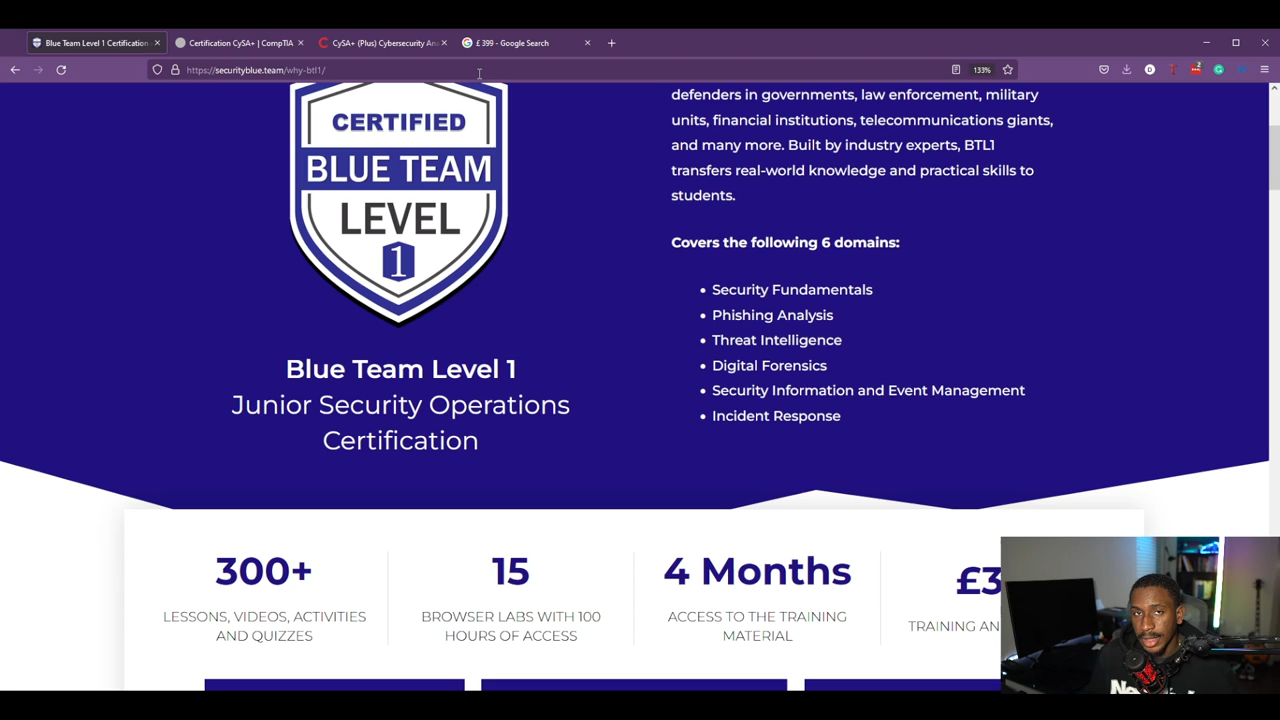 Blue Team Level 1 Certification
Certification CySA+ | CompTIA
CySA+ (Plus) Cybersecurity Ana
£ 399 - Google Search
https://securityblue.team/why-btl1/
133%
CERTIFIED
BLUE TEAM
LEVEL
1
Blue Team Level 1
Junior Security Operations
Certification
defenders in governments, law enforcement, military
units, financial institutions, telecommunications giants,
and many more. Built by industry experts, BTL1
transfers real-world knowledge and practical skills to
students.
Covers the following 6 domains:
• Security Fundamentals
• Phishing Analysis
• Threat Intelligence
• Digital Forensics
• Security Information and Event Management
• Incident Response
300+
LESSONS, VIDEOS, ACTIVITIES
AND QUIZZES
15
BROWSER LABS WITH 100
HOURS OF ACCESS
4 Months
ACCESS TO THE TRAINING
MATERIAL
£3
TRAINING AN